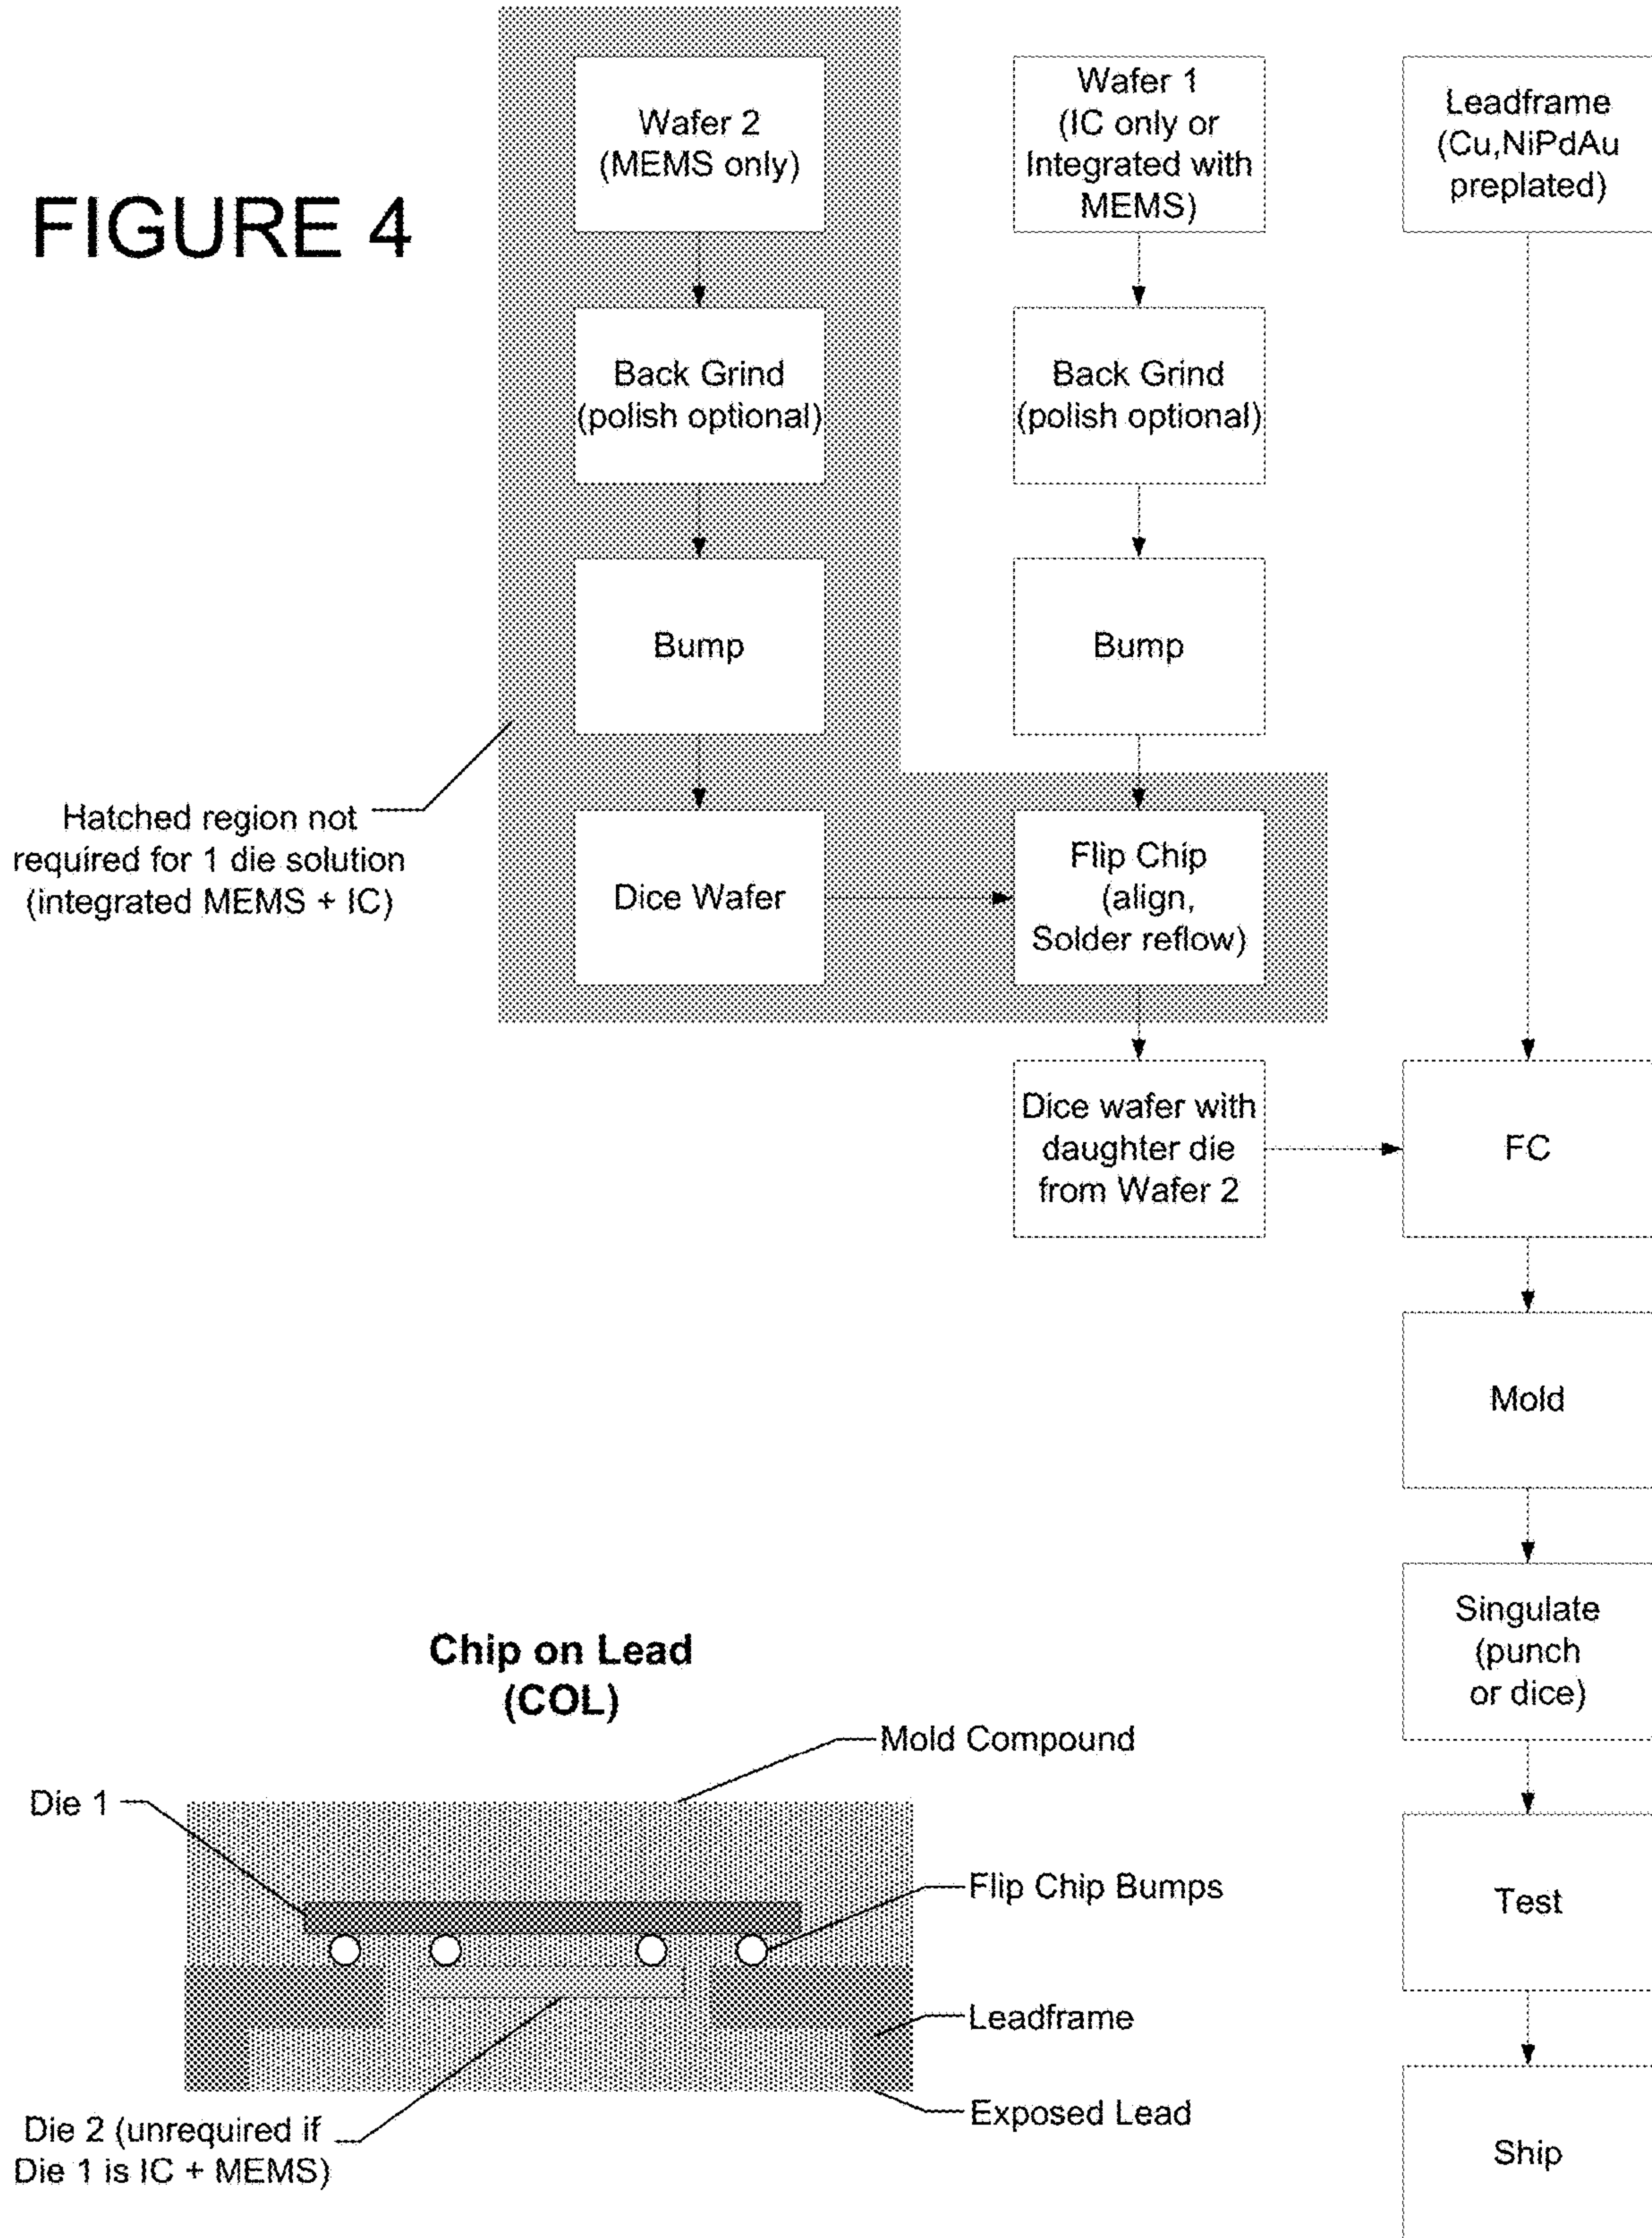 FIGURE 4
Wafer 2
(MEMS only)
Back Grind
(polish optional)
Bump
Dice Wafer
Hatched region not
required for 1 die solution
(integrated MEMS + IC)
Wafer 1
(IC only or
Integrated with
MEMS)
Back Grind
(polish optional)
Bump
Flip Chip
(align,
Solder reflow)
Dice wafer with
daughter die
from Wafer 2
Leadframe
(Cu,NiPdAu
preplated)
FC
Mold
Singulate
(punch
or dice)
Test
Ship
Chip on Lead
(COL)
Mold Compound
Die 1
Flip Chip Bumps
Leadframe
Exposed Lead
Die 2 (unrequired if
Die 1 is IC + MEMS)